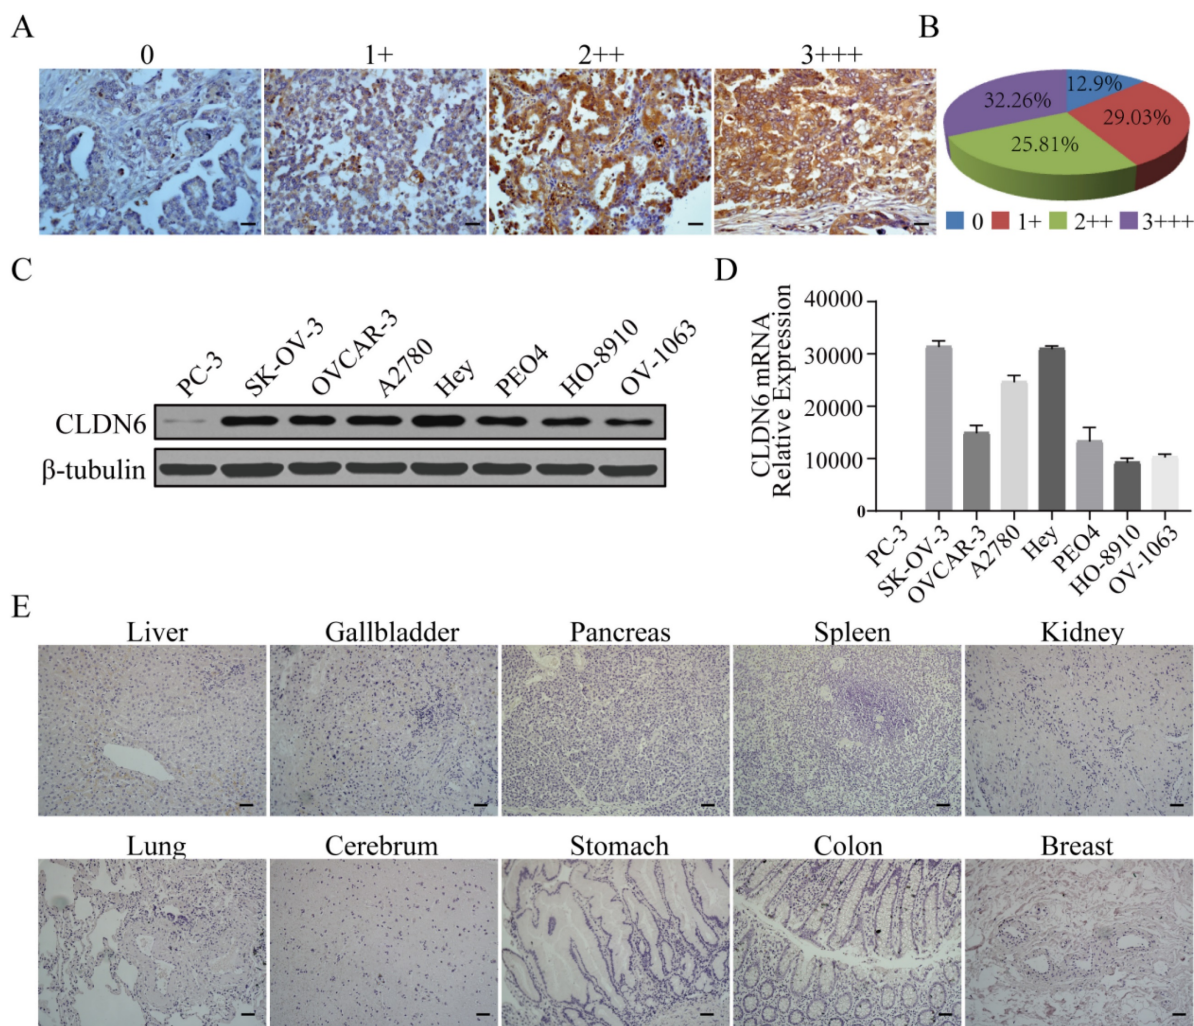 A
0 1+ 2++ 3+++
B
12.9%
32.26%
29.03%
25.81%
0 1+ 2++ 3+++
C
PC-3 SK-OV-3 OVCAR-3 A2780 Hey PEO4 HO-8910 OV-1063
CLDN6
β-tubulin
D
CLDN6 mRNA
Relative Expression
40000
30000
20000
10000
0
PC-3 SK-OV-3 OVCAR-3 A2780 Hey PEO4 HO-8910 OV-1063
E
Liver Gallbladder Pancreas Spleen Kidney
Lung Cerebrum Stomach Colon Breast